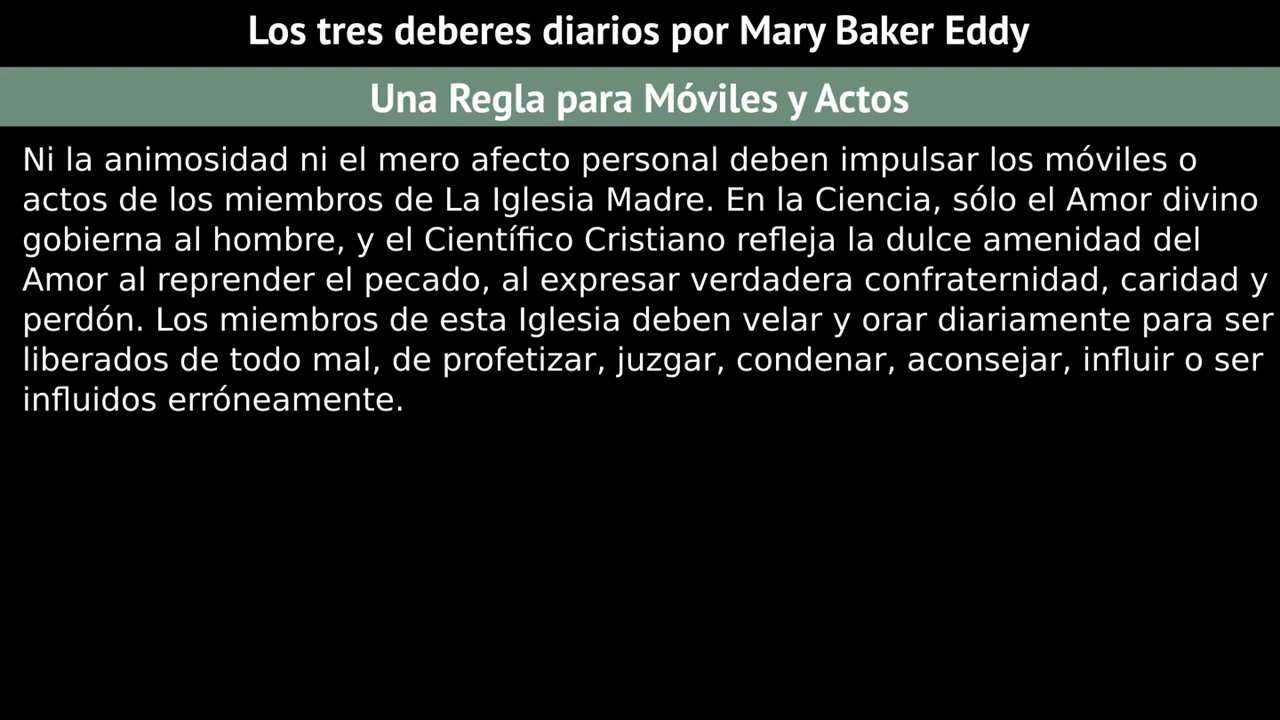 Los tres deberes diarios por Mary Baker Eddy
Una Regla para Móviles y Actos
Ni la animosidad ni el mero afecto personal deben impulsar los móviles o
actos de los miembros de La Iglesia Madre. En la Ciencia, sólo el Amor divino
gobierna al hombre, y el Científico Cristiano refleja la dulce amenidad del
Amor al reprender el pecado, al expresar verdadera confraternidad, caridad y
perdón. Los miembros de esta Iglesia deben velar y orar diariamente para ser
liberados de todo mal, de profetizar, juzgar, condenar, aconsejar, influir o ser
influidos erróneamente.